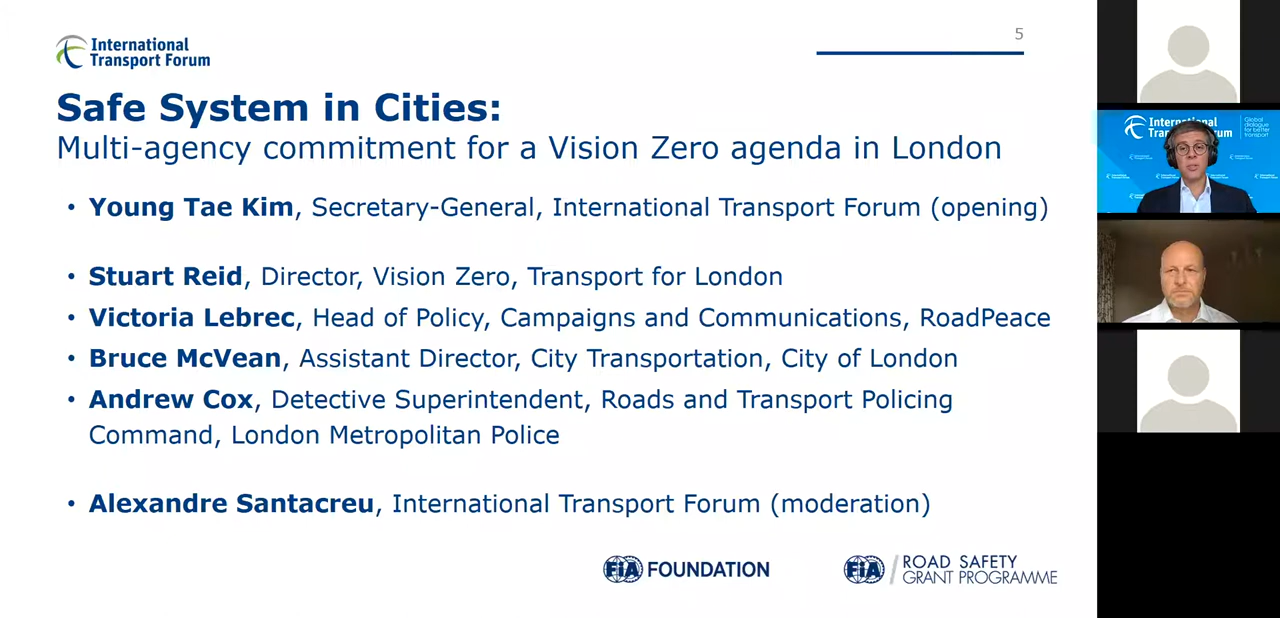 5
International
Transport Forum
Safe System in Cities:
Multi-agency commitment for a Vision Zero agenda in London
• Young Tae Kim, Secretary-General, International Transport Forum (opening)
• Stuart Reid, Director, Vision Zero, Transport for London
• Victoria Lebrec, Head of Policy, Campaigns and Communications, RoadPeace
• Bruce McVean, Assistant Director, City Transportation, City of London
• Andrew Cox, Detective Superintendent, Roads and Transport Policing
Command, London Metropolitan Police
• Alexandre Santacreu, International Transport Forum (moderation)
FiA FOUNDATION
FiA ROAD SAFETY
GRANT PROGRAMME
International
Forum
Global
dialogue
for better
transport